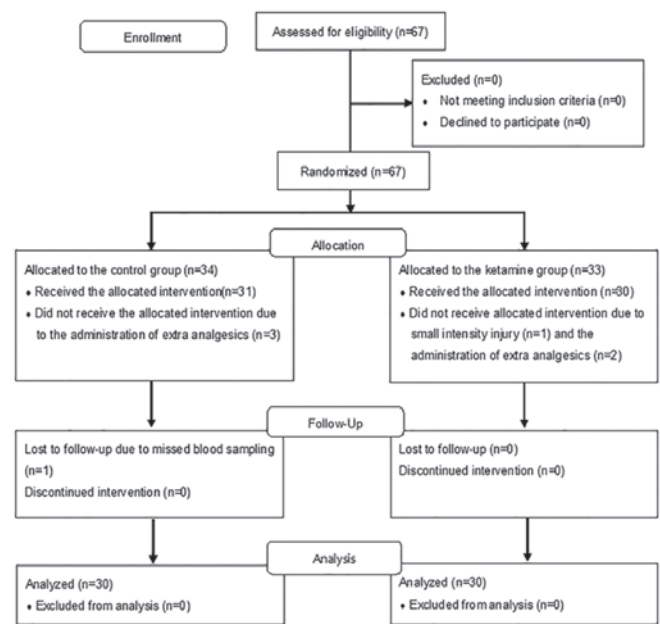 Enrollment
Assessed for eligibility (n=67)
Excluded (n=0)
♦ Not meeting inclusion criteria (n=0)
♦ Declined to participate (n=0)
Randomized (n=67)
Allocation
Allocated to the control group (n=34)
♦ Received the allocated intervention(n=31)
♦ Did not receive the allocated intervention due
to the administration of extra analgesics (n=3)
Allocated to the ketamine group (n=33)
♦ Received the allocated intervention (n=30)
♦ Did not receive allocated intervention due to
small intensity injury (n=1) and the
administration of extra analgesics (n=2)
Follow-Up
Lost to follow-up due to missed blood sampling
(n=1)
Discontinued intervention (n=0)
Lost to follow-up (n=0)
Discontinued intervention (n=0)
Analysis
Analyzed (n=30)
♦ Excluded from analysis (n=0)
Analyzed (n=30)
♦ Excluded from analysis (n=0)